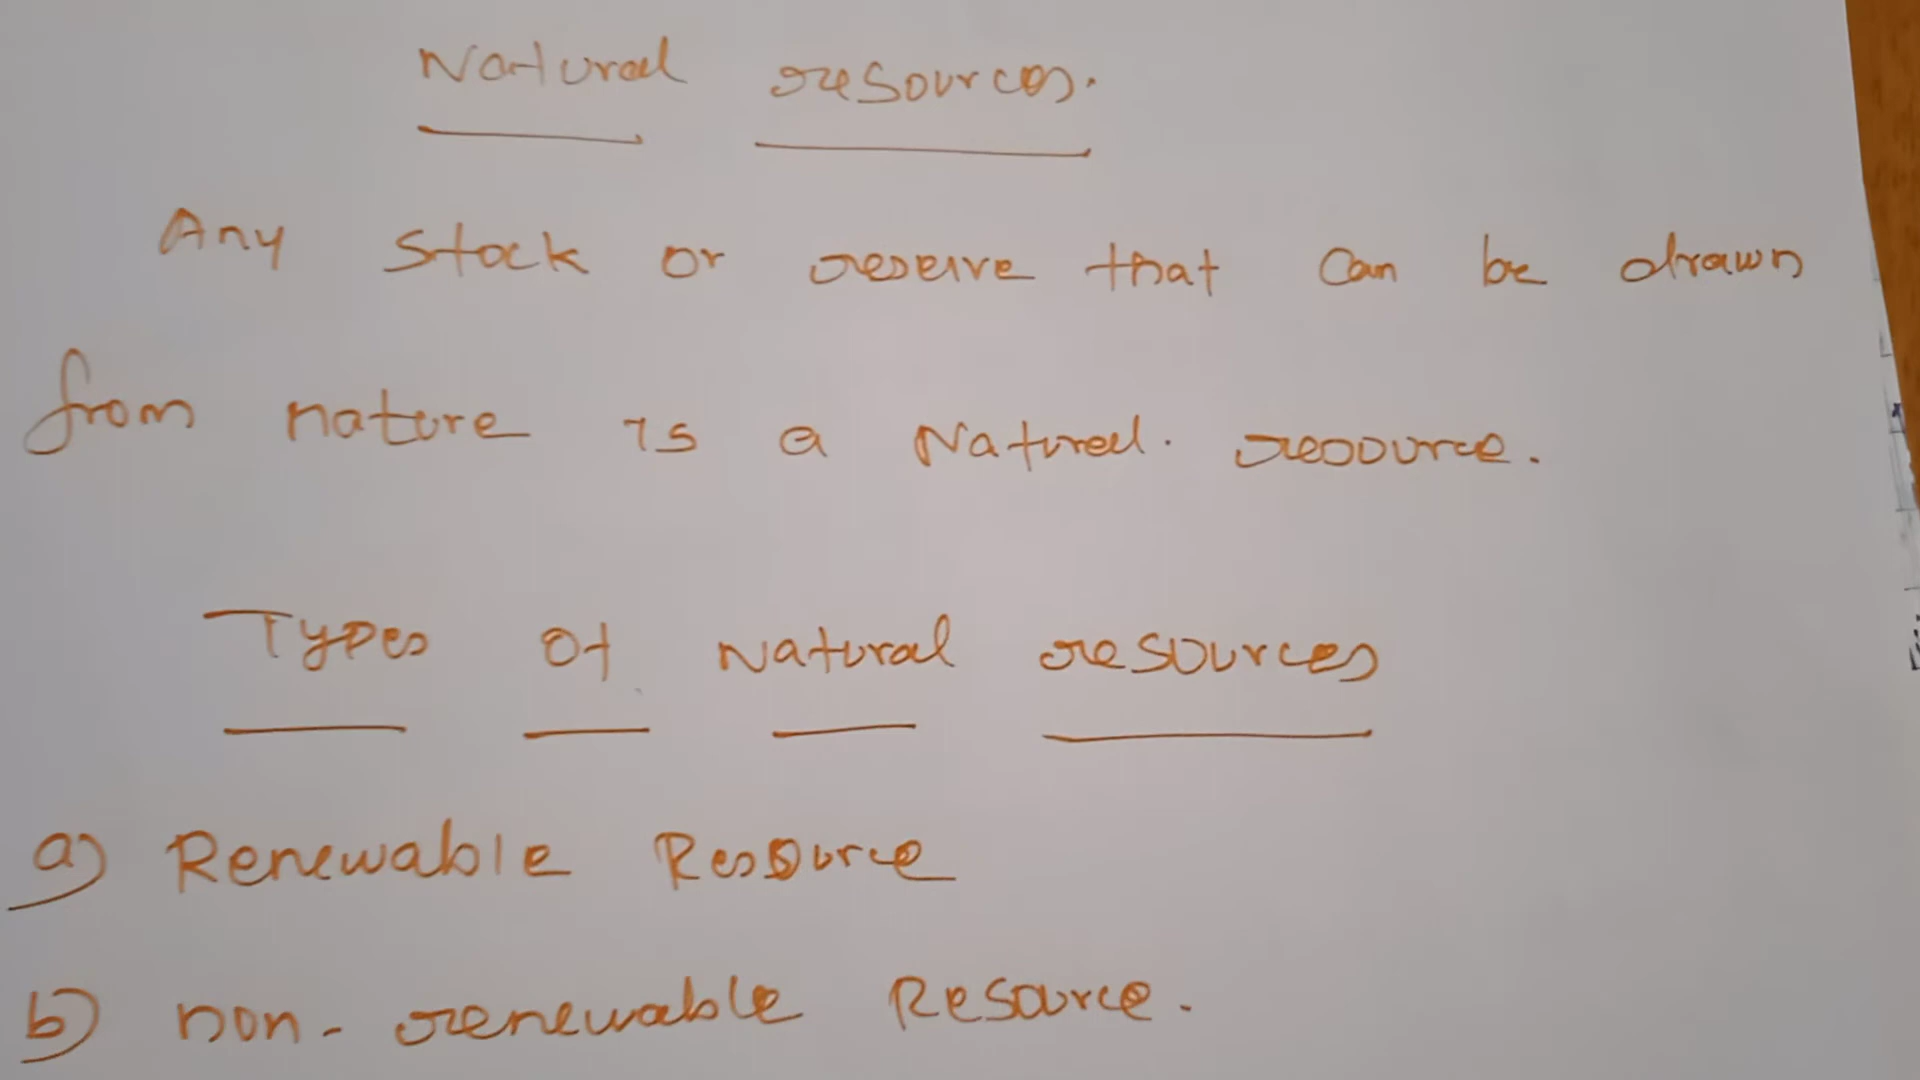 Natural resources.
Any stock or reserve that can be drawn
from nature is a Natural. resource.
Types of Natural resources
a) Renewable Resource
b) non-renewable Resource.